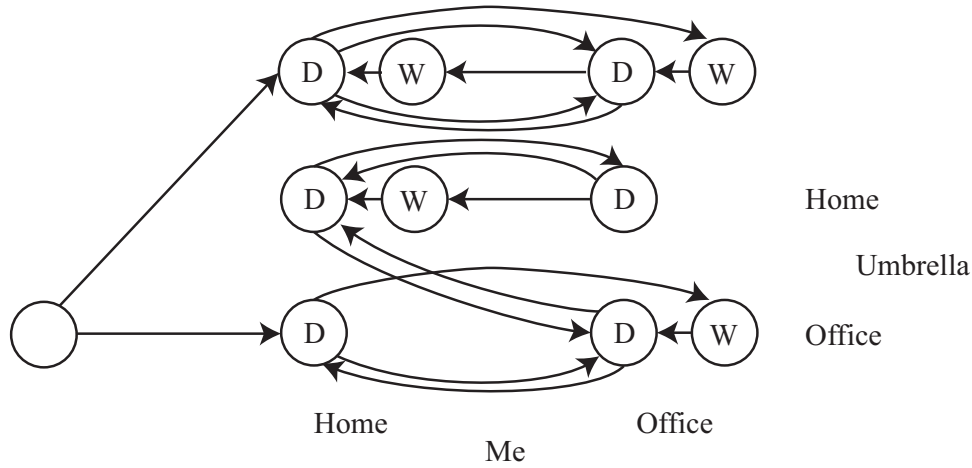 D W D W
D W D
Home
Umbrella
D D W
Office
Home Office
Me